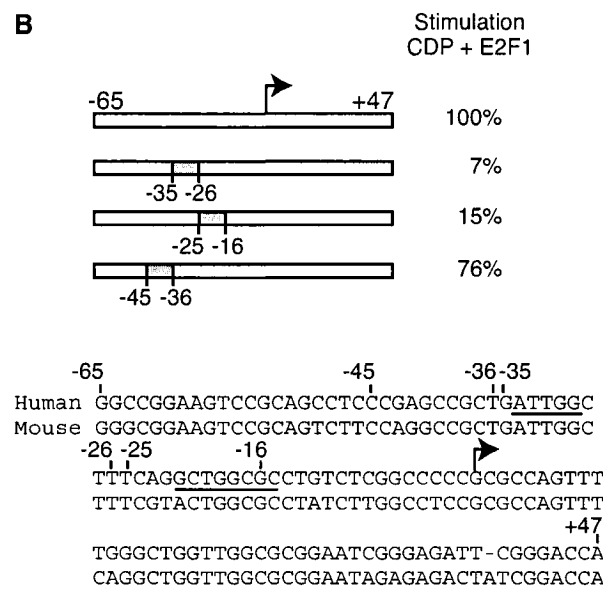 B
Stimulation
CDP + E2F1
-65
+47
100%
7%
-35 -26
15%
-25 -16
76%
-45 -36
-65 -45 -36 -35
Human GGCCGGAAGTCCGCAGCCTCCCGAGCCGCTGATTGGC
Mouse GGGCGGAAGTCCGCAGTCTTCCAGGCCGCTGATTGGC
-26 -25 -16
TTTCAGGCTGGCGCCTGTCTCGGCCCCCGCGCCAGTTT
TTTCGTACTGGCGCCTATCTTGGCCTCCGCGCCAGTTT
+47
TGGGCTGGTTGGCGCGGAATCGGGAGATT-CGGGACCA
CAGGCTGGTTGGCGCGGAATAGAGAGACTATCGGACCA